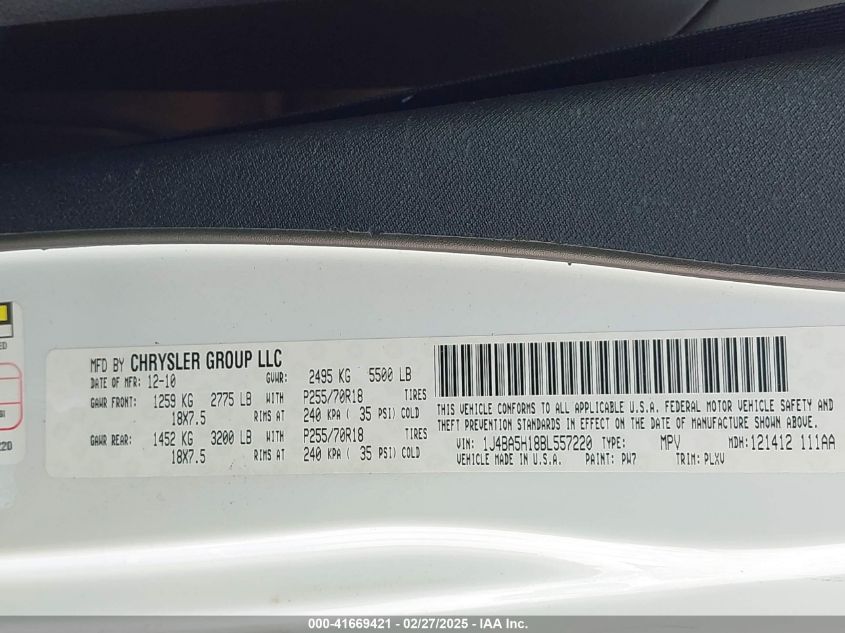 MFD BY CHRYSLER GROUP LLC
DATE OF MFR: 12-10 GVWR: 2495 KG 5500 LB
GAWR FRONT: 1259 KG 2775 LB WITH P255/70R18 TIRES
18X7.5 RIMS AT 240 KPA ( 35 PSI) COLD
GAWR REAR: 1452 KG 3200 LB WITH P255/70R18 TIRES
18X7.5 RIMS AT 240 KPA ( 35 PSI) COLD
THIS VEHICLE CONFORMS TO ALL APPLICABLE U.S.A. FEDERAL MOTOR VEHICLE SAFETY AND
THEFT PREVENTION STANDARDS IN EFFECT ON THE DATE OF MANUFACTURE SHOWN ABOVE.
VIN: 1J4BA5H18BL557220 TYPE: MPV MDH: 121412 111AA
VEHICLE MADE IN U.S.A. PAINT: PW7 TRIM: PLXV
000-41669421 - 02/27/2025 - IAA Inc.